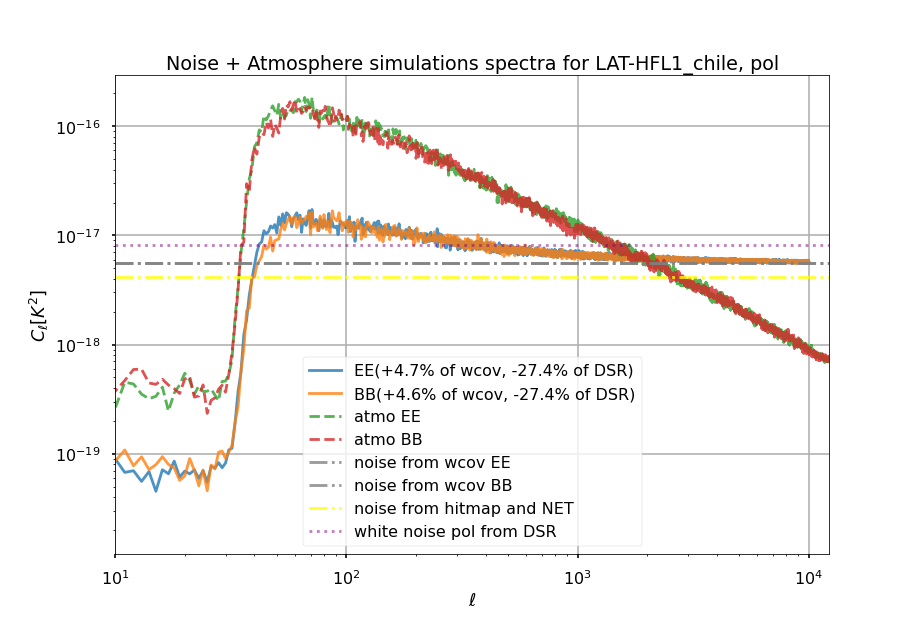 Noise + Atmosphere simulations spectra for LAT-HFL1_chile, pol
10⁻¹⁶
10⁻¹⁷
10⁻¹⁸
10⁻¹⁹
C_ℓ[K²]
EE(+4.7% of wcov, -27.4% of DSR)
BB(+4.6% of wcov, -27.4% of DSR)
atmo EE
atmo BB
noise from wcov EE
noise from wcov BB
noise from hitmap and NET
white noise pol from DSR
10¹ 10² 10³ 10⁴
ℓ